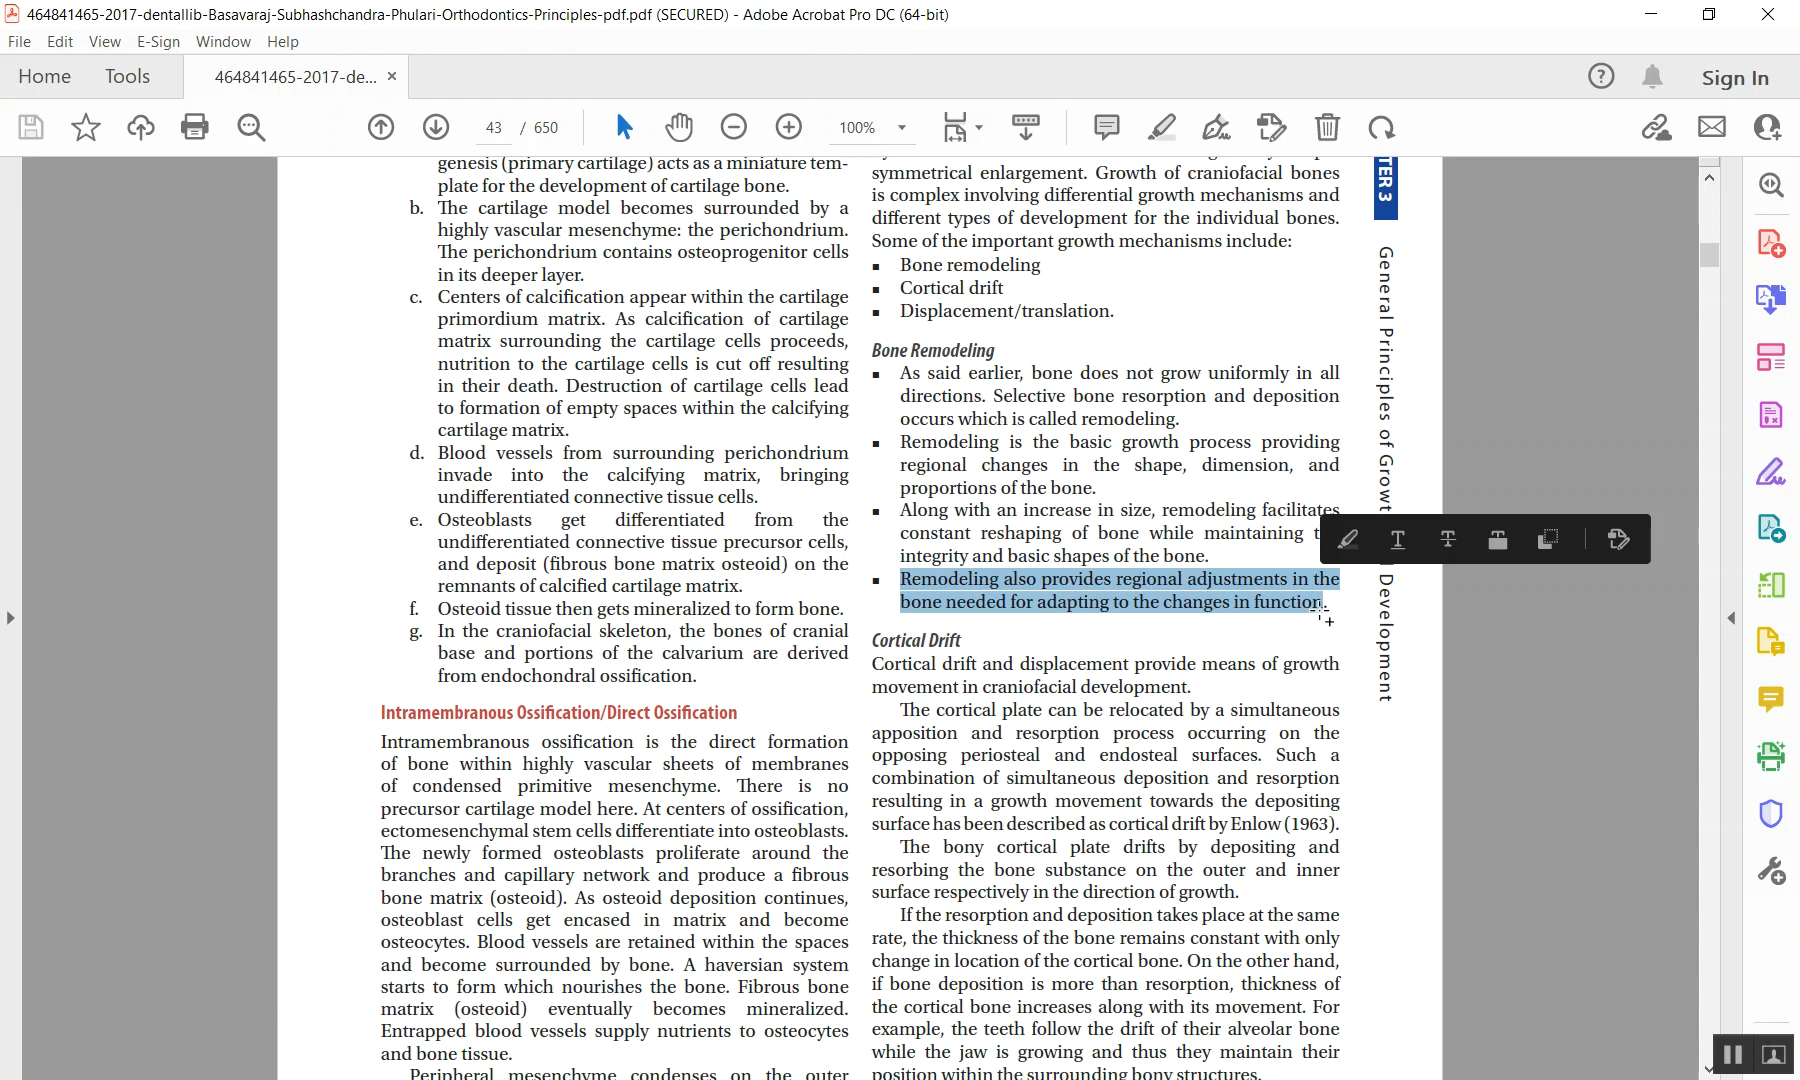 464841465-2017-dentallib-Basavaraj-Subhashchandra-Phulari-Orthodontics-Principles-pdf.pdf (SECURED) - Adobe Acrobat Pro DC (64-bit)
File Edit View E-Sign Window Help
Home Tools 464841465-2017-de... × Sign In
43 / 650 100%
genesis (primary cartilage) acts as a miniature tem-
plate for the development of cartilage bone.
b. The cartilage model becomes surrounded by a
highly vascular mesenchyme: the perichondrium.
The perichondrium contains osteoprogenitor cells
in its deeper layer.
c. Centers of calcification appear within the cartilage
primordium matrix. As calcification of cartilage
matrix surrounding the cartilage cells proceeds,
nutrition to the cartilage cells is cut off resulting
in their death. Destruction of cartilage cells lead
to formation of empty spaces within the calcifying
cartilage matrix.
d. Blood vessels from surrounding perichondrium
invade into the calcifying matrix, bringing
undifferentiated connective tissue cells.
e. Osteoblasts get differentiated from the
undifferentiated connective tissue precursor cells,
and deposit (fibrous bone matrix osteoid) on the
remnants of calcified cartilage matrix.
f. Osteoid tissue then gets mineralized to form bone.
g. In the craniofacial skeleton, the bones of cranial
base and portions of the calvarium are derived
from endochondral ossification.
Intramembranous Ossification/Direct Ossification
Intramembranous ossification is the direct formation
of bone within highly vascular sheets of membranes
of condensed primitive mesenchyme. There is no
precursor cartilage model here. At centers of ossification,
ectomesenchymal stem cells differentiate into osteoblasts.
The newly formed osteoblasts proliferate around the
branches and capillary network and produce a fibrous
bone matrix (osteoid). As osteoid deposition continues,
osteoblast cells get encased in matrix and become
osteocytes. Blood vessels are retained within the spaces
and become surrounded by bone. A haversian system
starts to form which nourishes the bone. Fibrous bone
matrix (osteoid) eventually becomes mineralized.
Entrapped blood vessels supply nutrients to osteocytes
and bone tissue.
Peripheral mesenchyme condenses on the outer
symmetrical enlargement. Growth of craniofacial bones
is complex involving differential growth mechanisms and
different types of development for the individual bones.
Some of the important growth mechanisms include:
▪ Bone remodeling
▪ Cortical drift
▪ Displacement/translation.
Bone Remodeling
▪ As said earlier, bone does not grow uniformly in all
directions. Selective bone resorption and deposition
occurs which is called remodeling.
▪ Remodeling is the basic growth process providing
regional changes in the shape, dimension, and
proportions of the bone.
▪ Along with an increase in size, remodeling facilitates
constant reshaping of bone while maintaining
integrity and basic shapes of the bone.
▪ Remodeling also provides regional adjustments in the
bone needed for adapting to the changes in function.
Cortical Drift
Cortical drift and displacement provide means of growth
movement in craniofacial development.
The cortical plate can be relocated by a simultaneous
apposition and resorption process occurring on the
opposing periosteal and endosteal surfaces. Such a
combination of simultaneous deposition and resorption
resulting in a growth movement towards the depositing
surface has been described as cortical drift by Enlow (1963).
The bony cortical plate drifts by depositing and
resorbing the bone substance on the outer and inner
surface respectively in the direction of growth.
If the resorption and deposition takes place at the same
rate, the thickness of the bone remains constant with only
change in location of the cortical bone. On the other hand,
if bone deposition is more than resorption, thickness of
the cortical bone increases along with its movement. For
example, the teeth follow the drift of their alveolar bone
while the jaw is growing and thus they maintain their
position within the surrounding bony structures.
TER 3
General Principles of Growt Development